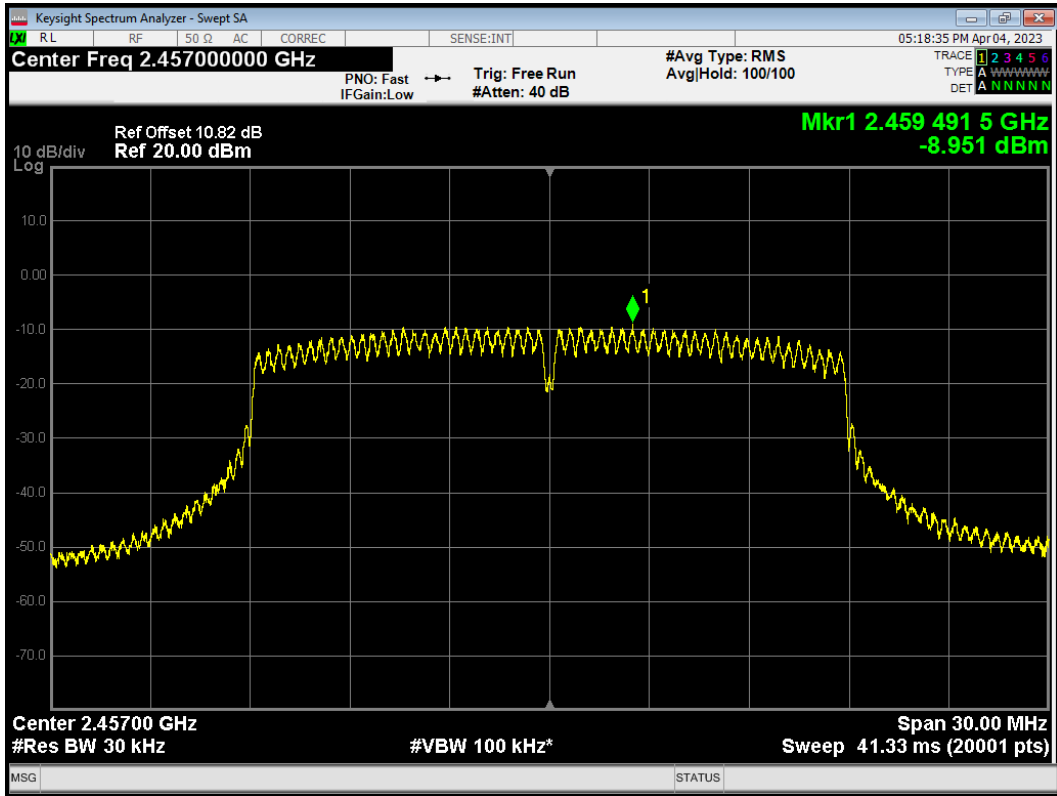 Keysight Spectrum Analyzer - Swept SA
LXI RL RF 50 Ω AC CORREC SENSE:INT 05:18:35 PM Apr 04, 2023
Center Freq 2.457000000 GHz
#Avg Type: RMS
TRACE 1 2 3 4 5 6
PNO: Fast Trig: Free Run Avg|Hold: 100/100
TYPE A WWWWW
IFGain:Low #Atten: 40 dB
DET A N N N N N
Mkr1 2.459 491 5 GHz
-8.951 dBm
Ref Offset 10.82 dB
10 dB/div Ref 20.00 dBm
Log
1
10.0
0.00
-10.0
-20.0
-30.0
-40.0
-50.0
-60.0
-70.0
Center 2.45700 GHz Span 30.00 MHz
#Res BW 30 kHz #VBW 100 kHz* Sweep 41.33 ms (20001 pts)
MSG STATUS